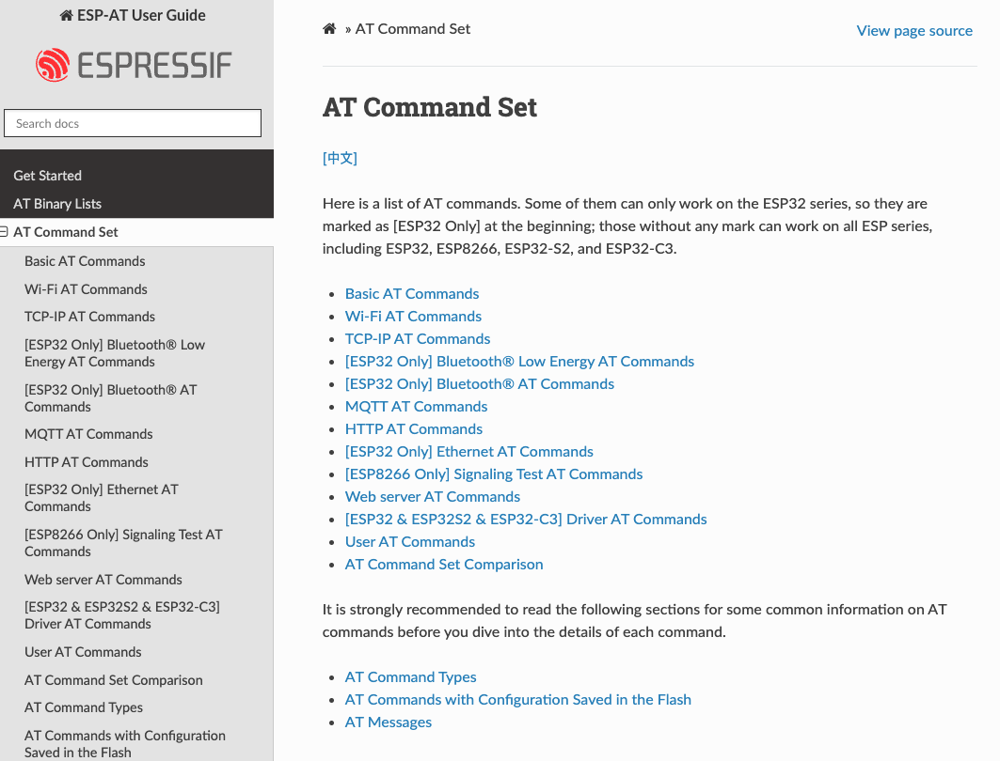 ESP-AT User Guide
ESPRESSIF
Search docs
Get Started
AT Binary Lists
AT Command Set
Basic AT Commands
Wi-Fi AT Commands
TCP-IP AT Commands
[ESP32 Only] Bluetooth® Low
Energy AT Commands
[ESP32 Only] Bluetooth® AT
Commands
MQTT AT Commands
HTTP AT Commands
[ESP32 Only] Ethernet AT
Commands
[ESP8266 Only] Signaling Test AT
Commands
Web server AT Commands
[ESP32 & ESP32S2 & ESP32-C3]
Driver AT Commands
User AT Commands
AT Command Set Comparison
AT Command Types
AT Commands with Configuration
Saved in the Flash
» AT Command Set
View page source
AT Command Set
[中文]
Here is a list of AT commands. Some of them can only work on the ESP32 series, so they are
marked as [ESP32 Only] at the beginning; those without any mark can work on all ESP series,
including ESP32, ESP8266, ESP32-S2, and ESP32-C3.
• Basic AT Commands
• Wi-Fi AT Commands
• TCP-IP AT Commands
• [ESP32 Only] Bluetooth® Low Energy AT Commands
• [ESP32 Only] Bluetooth® AT Commands
• MQTT AT Commands
• HTTP AT Commands
• [ESP32 Only] Ethernet AT Commands
• [ESP8266 Only] Signaling Test AT Commands
• Web server AT Commands
• [ESP32 & ESP32S2 & ESP32-C3] Driver AT Commands
• User AT Commands
• AT Command Set Comparison
It is strongly recommended to read the following sections for some common information on AT
commands before you dive into the details of each command.
• AT Command Types
• AT Commands with Configuration Saved in the Flash
• AT Messages